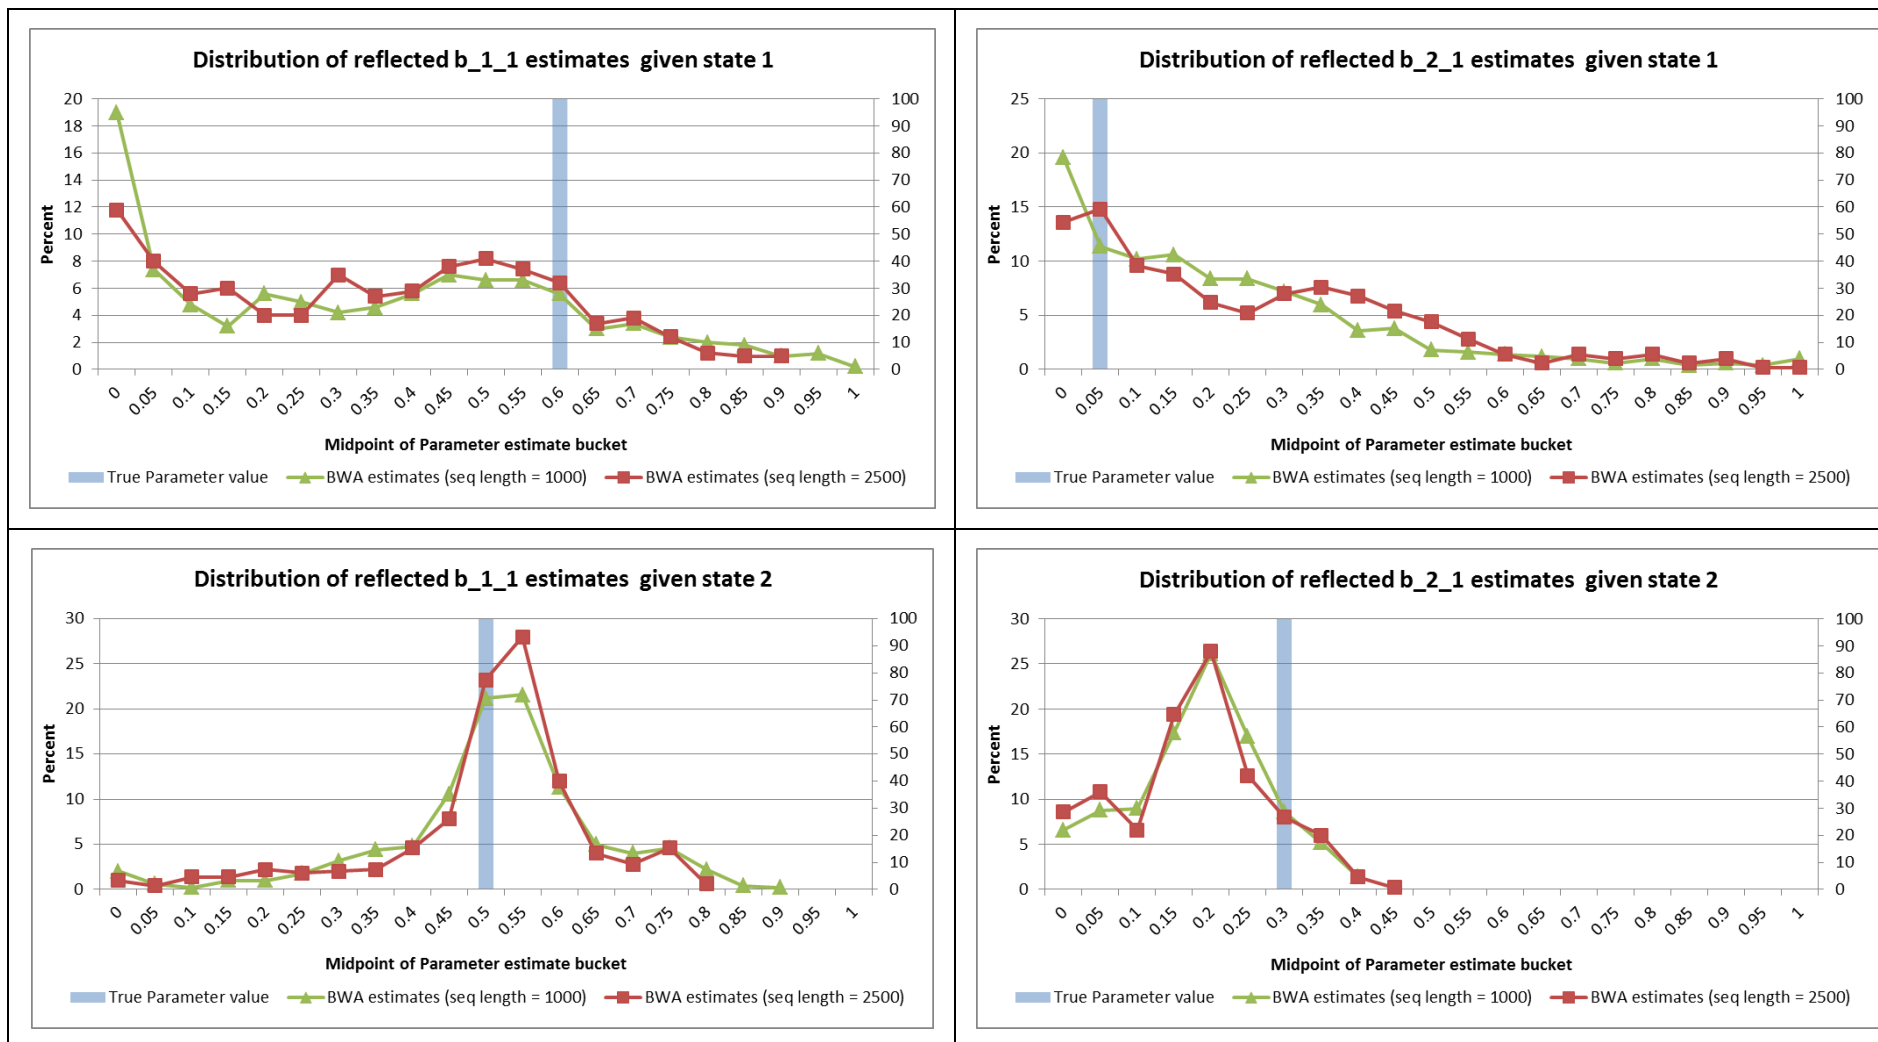 Distribution of reflected b_1_1 estimates given state 1
20 18 16 14 12 10 8 6 4 2 0
Percent
100 90 80 70 60 50 40 30 20 10 0
0 0.05 0.1 0.15 0.2 0.25 0.3 0.35 0.4 0.45 0.5 0.55 0.6 0.65 0.7 0.75 0.8 0.85 0.9 0.95 1
Midpoint of Parameter estimate bucket
True Parameter value BWA estimates (seq length = 1000) BWA estimates (seq length = 2500)
Distribution of reflected b_2_1 estimates given state 1
25 20 15 10 5 0
Percent
100 90 80 70 60 50 40 30 20 10 0
0 0.05 0.1 0.15 0.2 0.25 0.3 0.35 0.4 0.45 0.5 0.55 0.6 0.65 0.7 0.75 0.8 0.85 0.9 0.95 1
Midpoint of Parameter estimate bucket
True Parameter value BWA estimates (seq length = 1000) BWA estimates (seq length = 2500)
Distribution of reflected b_1_1 estimates given state 2
30 25 20 15 10 5 0
Percent
100 90 80 70 60 50 40 30 20 10 0
0 0.05 0.1 0.15 0.2 0.25 0.3 0.35 0.4 0.45 0.5 0.55 0.6 0.65 0.7 0.75 0.8 0.85 0.9 0.95 1
Midpoint of Parameter estimate bucket
True Parameter value BWA estimates (seq length = 1000) BWA estimates (seq length = 2500)
Distribution of reflected b_2_1 estimates given state 2
30 25 20 15 10 5 0
Percent
100 90 80 70 60 50 40 30 20 10 0
0 0.05 0.1 0.15 0.2 0.25 0.3 0.35 0.4 0.45 0.5 0.55 0.6 0.65 0.7 0.75 0.8 0.85 0.9 0.95 1
Midpoint of Parameter estimate bucket
True Parameter value BWA estimates (seq length = 1000) BWA estimates (seq length = 2500)